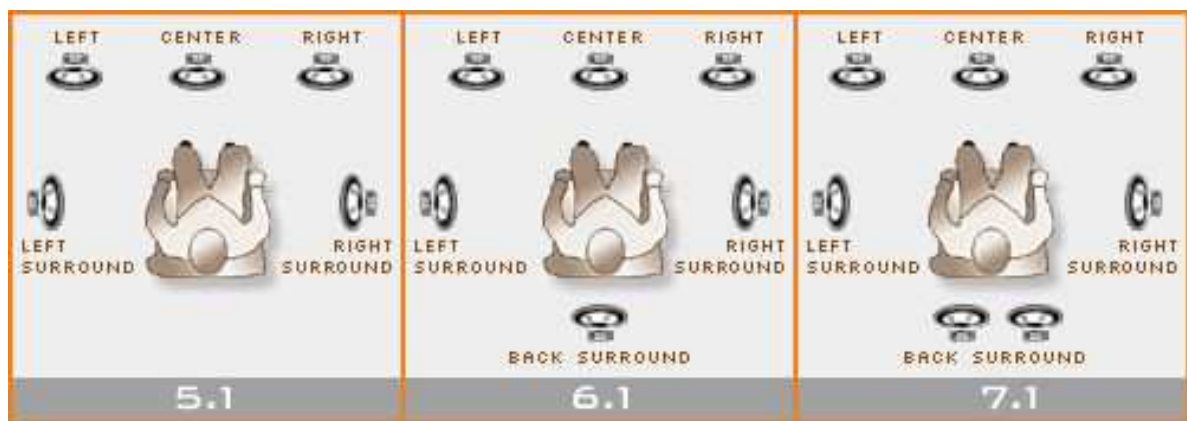 LEFT CENTER RIGHT
LEFT SURROUND
RIGHT SURROUND
5.1
LEFT CENTER RIGHT
LEFT SURROUND
RIGHT SURROUND
BACK SURROUND
6.1
LEFT CENTER RIGHT
LEFT SURROUND
RIGHT SURROUND
BACK SURROUND
7.1